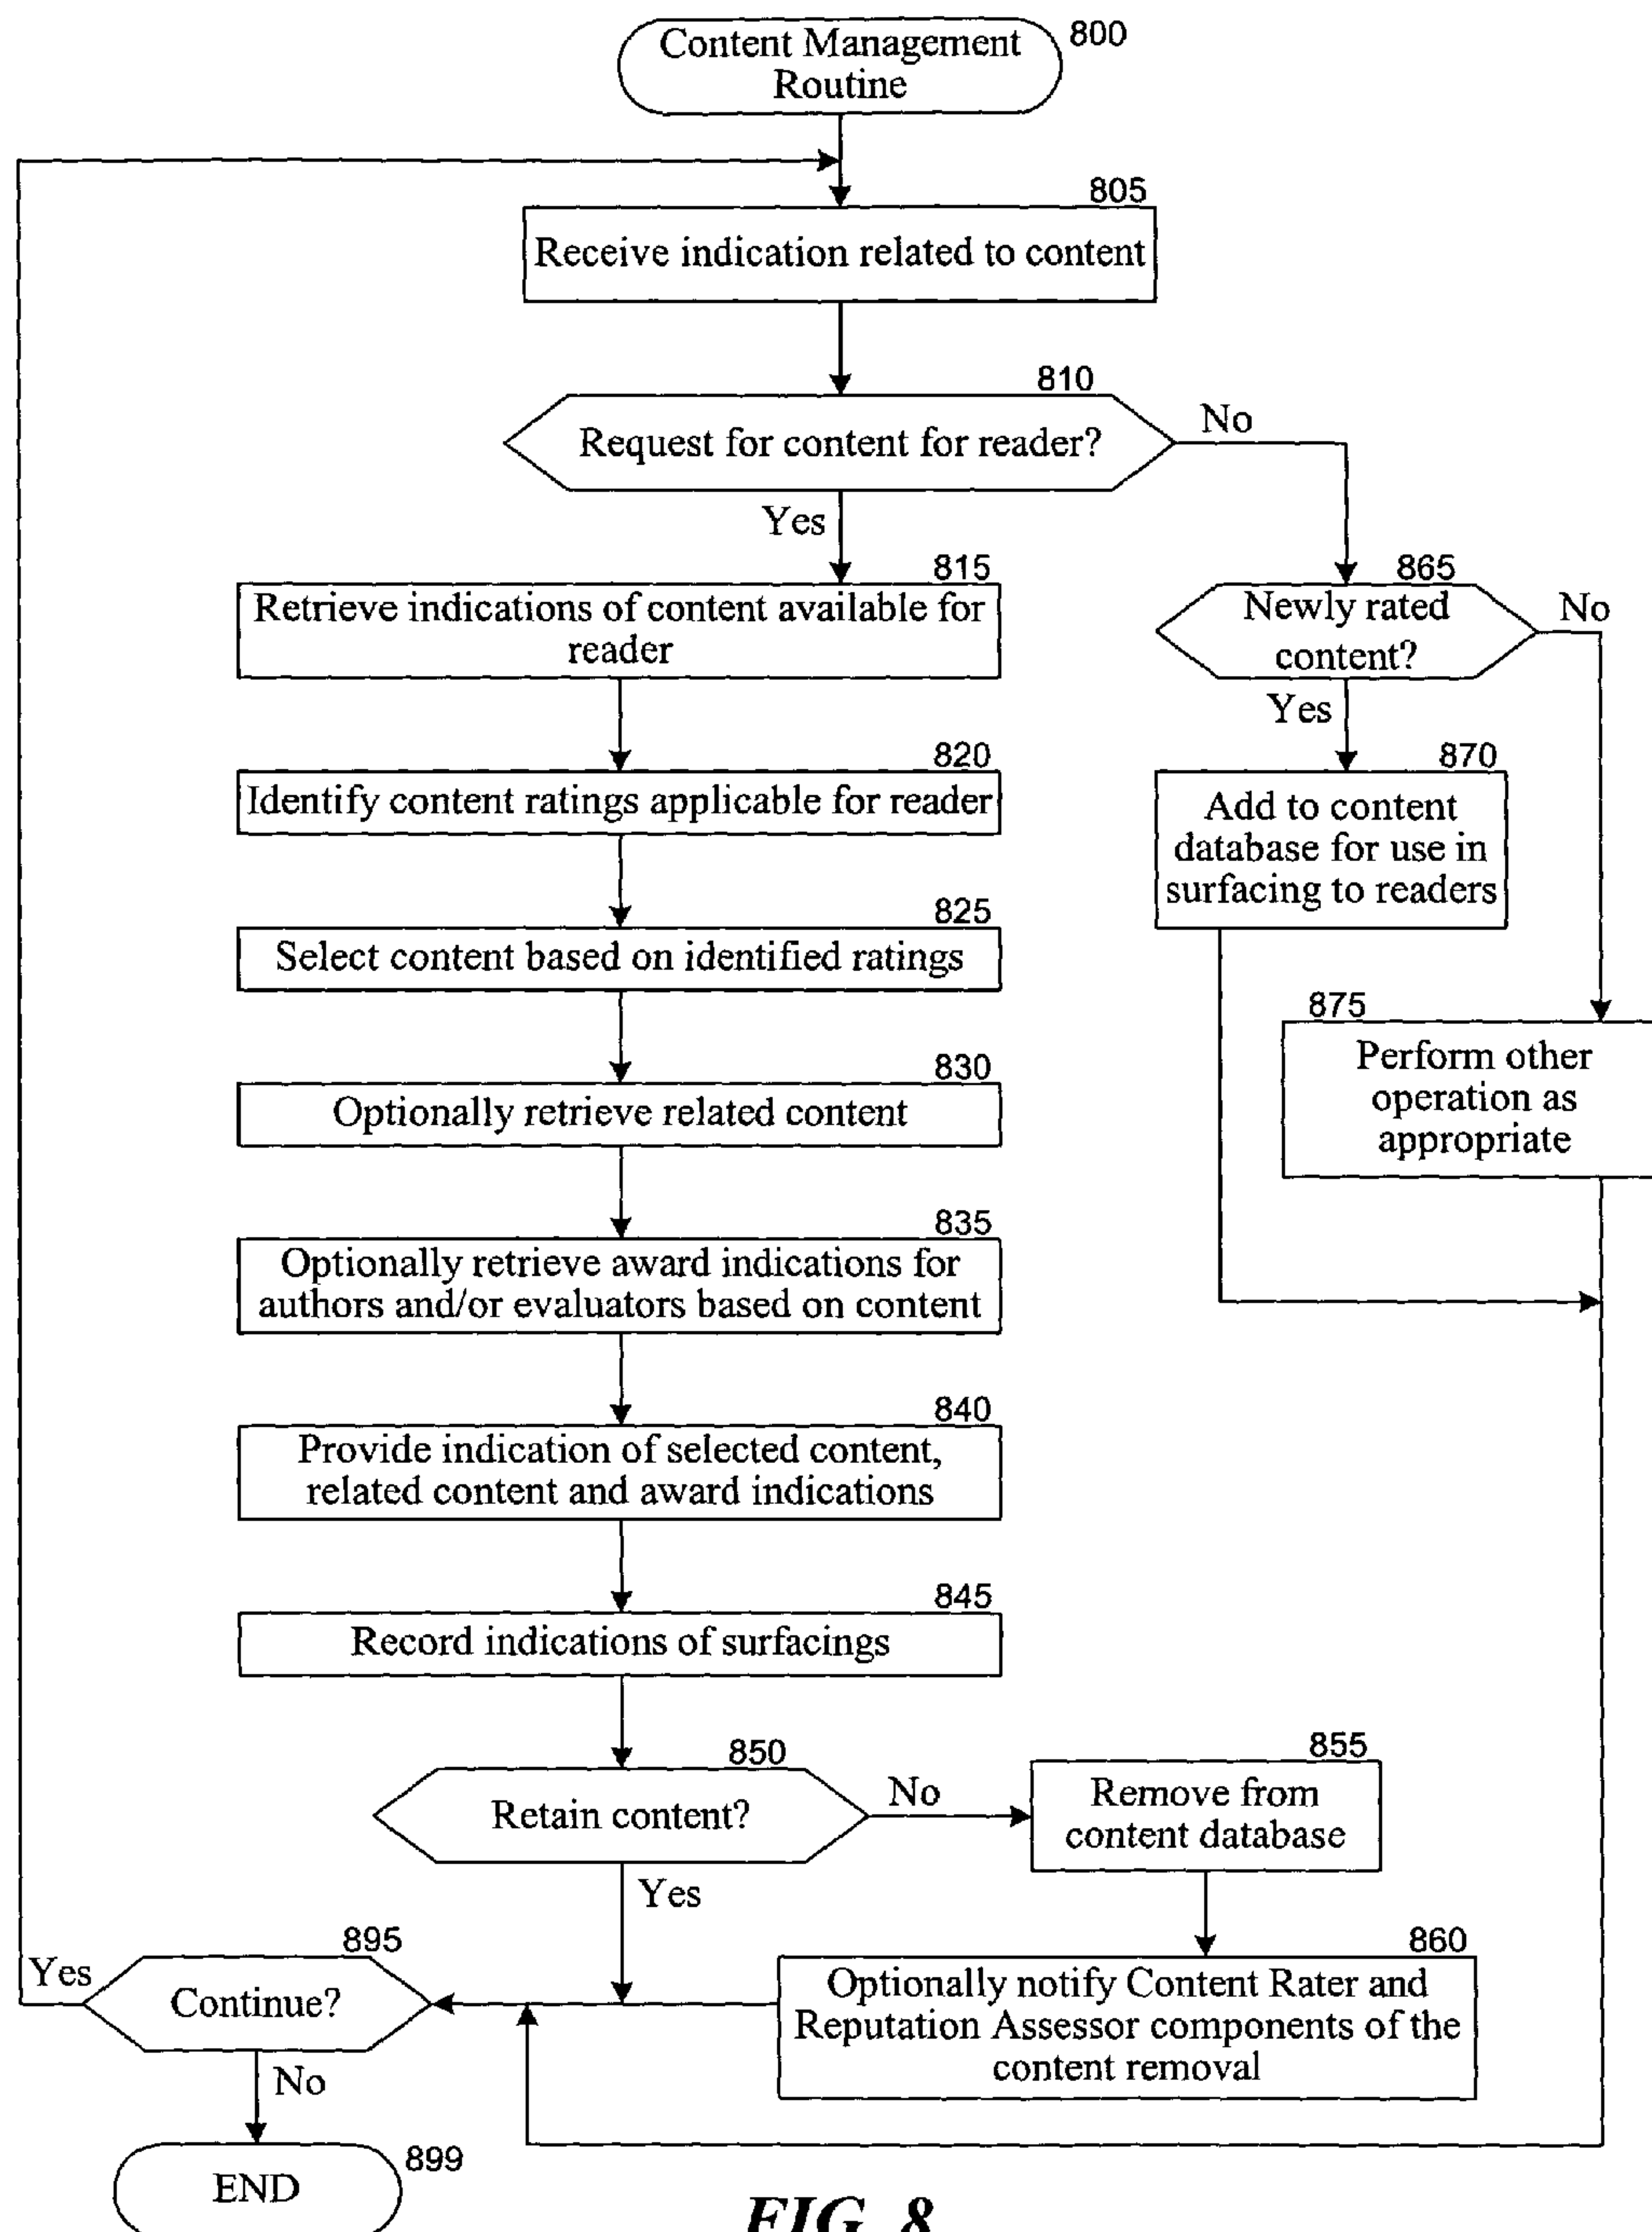 Content Management
Routine
800
805
Receive indication related to content
810
Request for content for reader?
No
Yes
815
Retrieve indications of content available for
reader
865
Newly rated
content?
No
Yes
820
Identify content ratings applicable for reader
870
Add to content
database for use in
surfacing to readers
825
Select content based on identified ratings
875
Perform other
operation as
appropriate
830
Optionally retrieve related content
835
Optionally retrieve award indications for
authors and/or evaluators based on content
840
Provide indication of selected content,
related content and award indications
845
Record indications of surfacings
850
Retain content?
No
Yes
855
Remove from
content database
860
Optionally notify Content Rater and
Reputation Assessor components of the
content removal
895
Yes
Continue?
No
END
899
FIG. 8